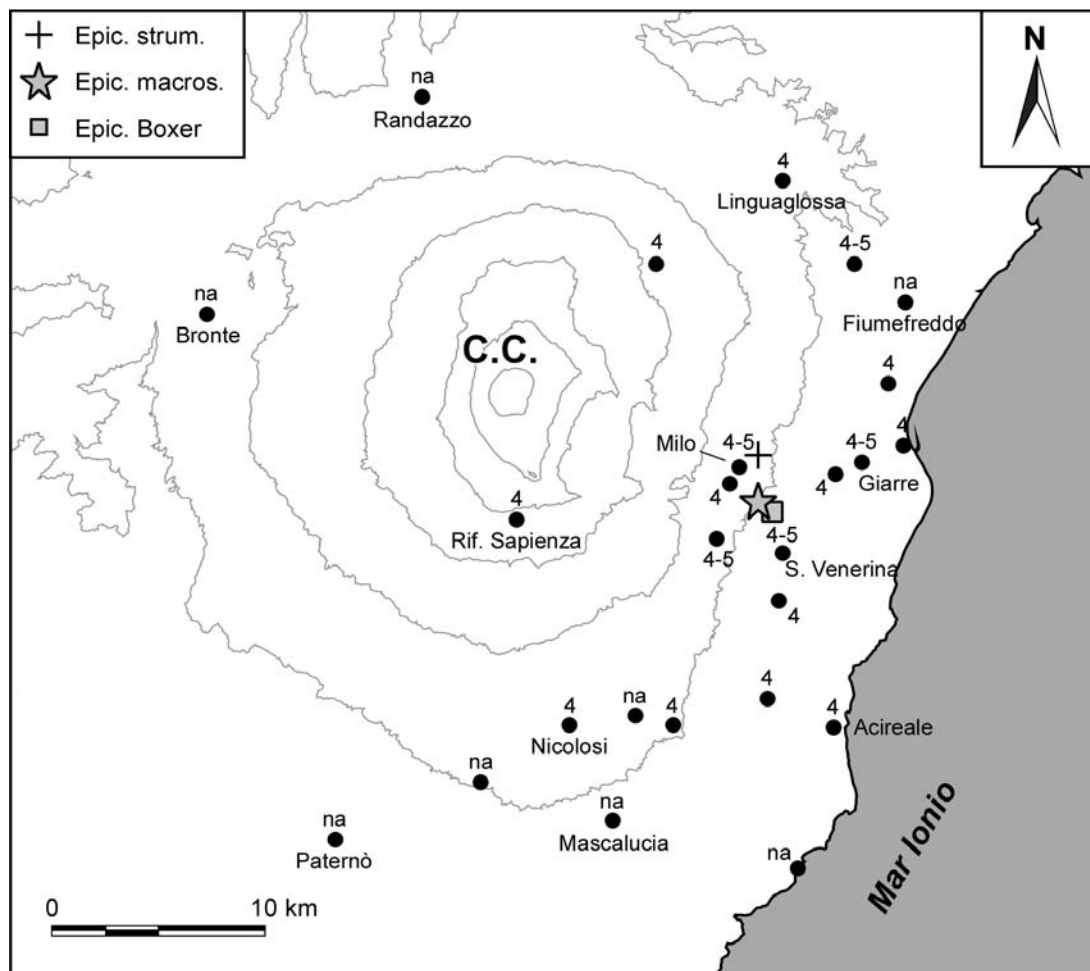 Epic. strum.
Epic. macros.
Epic. Boxer
N
na
Randazzo
4
Linguaglossa
4
4-5
na
Fiumefreddo
na
Bronte
C.C.
4
4
Milo
4-5
4-5
Giarre
4
4
4
Rif. Sapienza
4-5
4-5
S. Venerina
4
4
4
Nicolosi
na
4
4
Acireale
na
na
Mascalucia
na
Paternò
na
Mar Ionio
0 10 km